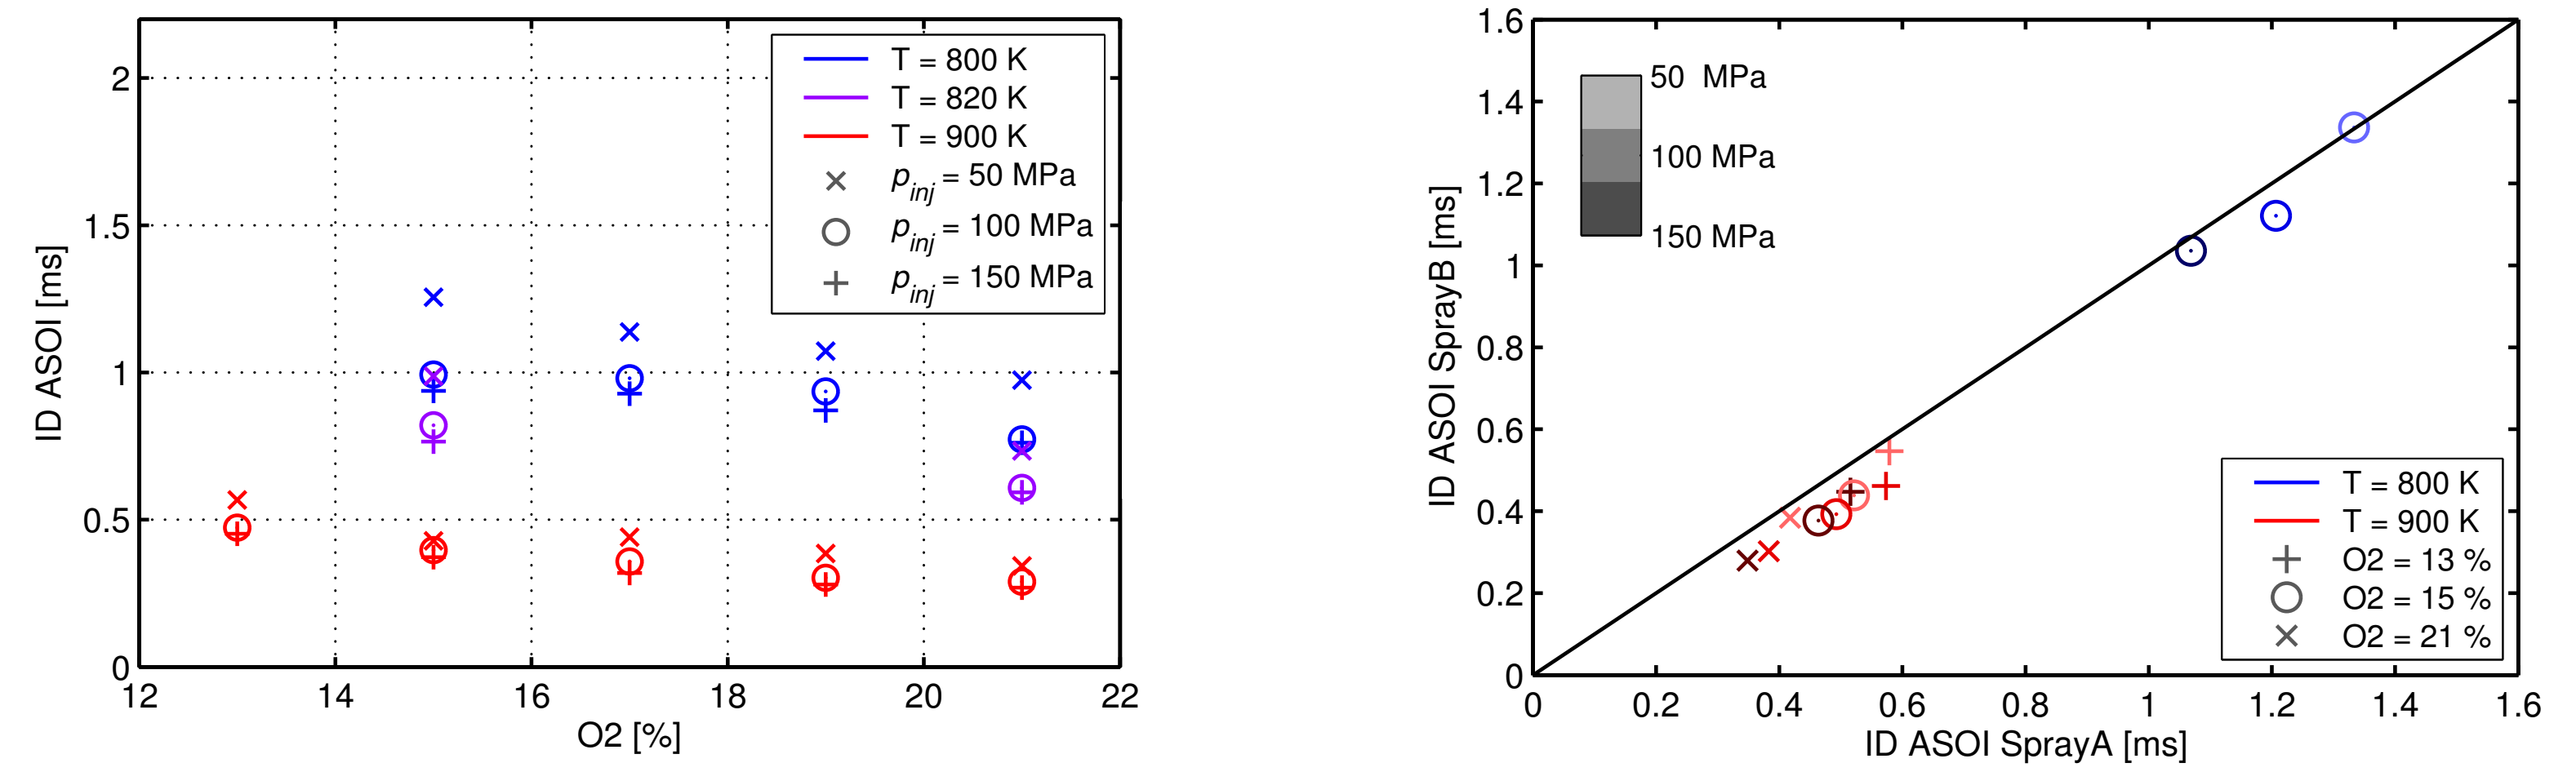 T = 800 K
T = 820 K
T = 900 K
pinj = 50 MPa
pinj = 100 MPa
pinj = 150 MPa
2
1.5
1
0.5
0
ID ASOI [ms]
12 14 16 18 20 22
O2 [%]
50 MPa
100 MPa
150 MPa
1.6
1.4
1.2
1
0.8
0.6
0.4
0.2
0
ID ASOI SprayB [ms]
T = 800 K
T = 900 K
O2 = 13 %
O2 = 15 %
O2 = 21 %
0 0.2 0.4 0.6 0.8 1 1.2 1.4 1.6
ID ASOI SprayA [ms]